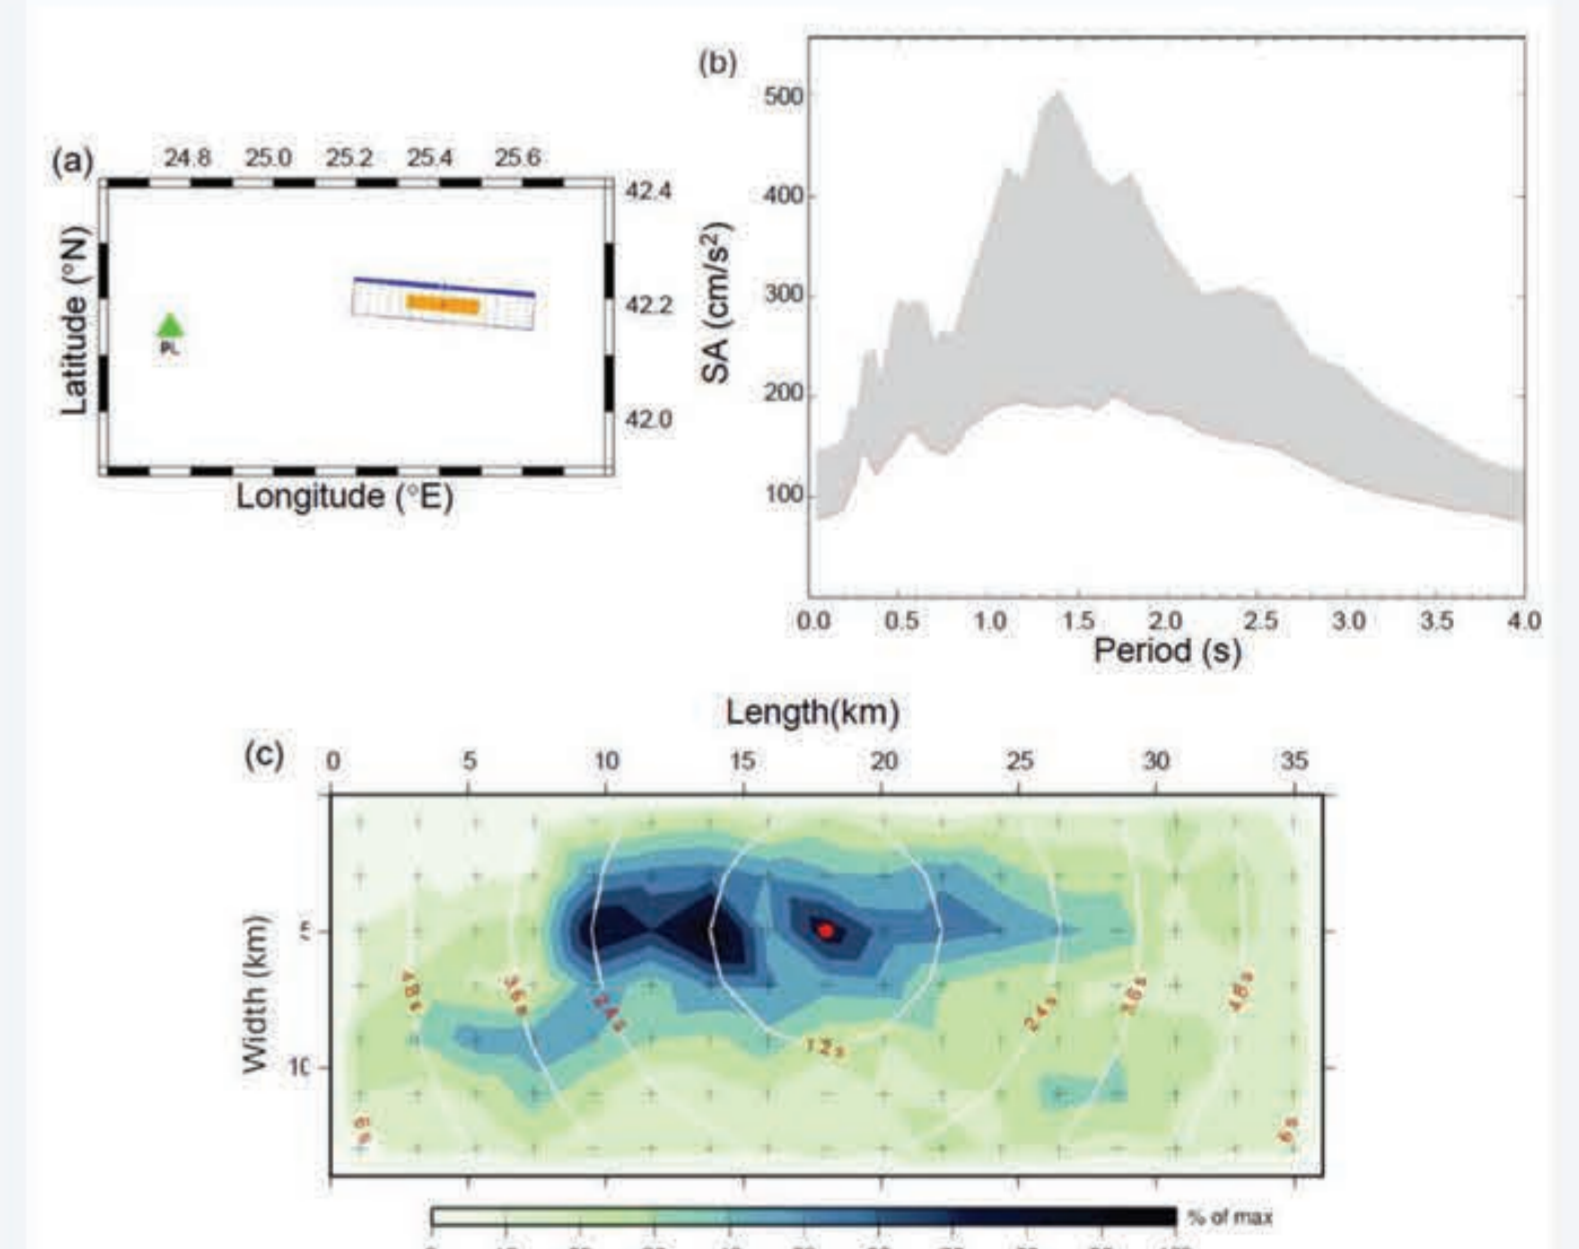 (a)
24.8 25.0 25.2 25.4 25.6
42.4
42.2
42.0
Latitude (°N)
PL
Longitude (°E)
(b)
500
400
300
200
100
SA (cm/s²)
0.0 0.5 1.0 1.5 2.0 2.5 3.0 3.5 4.0
Period (s)
Length(km)
(c)
0 5 10 15 20 25 30 35
Width (km)
4.8 s
3.6 s
2.4 s
1.2 s
2.4 s
3.6 s
4.8 s
6 s
6 s
% of max